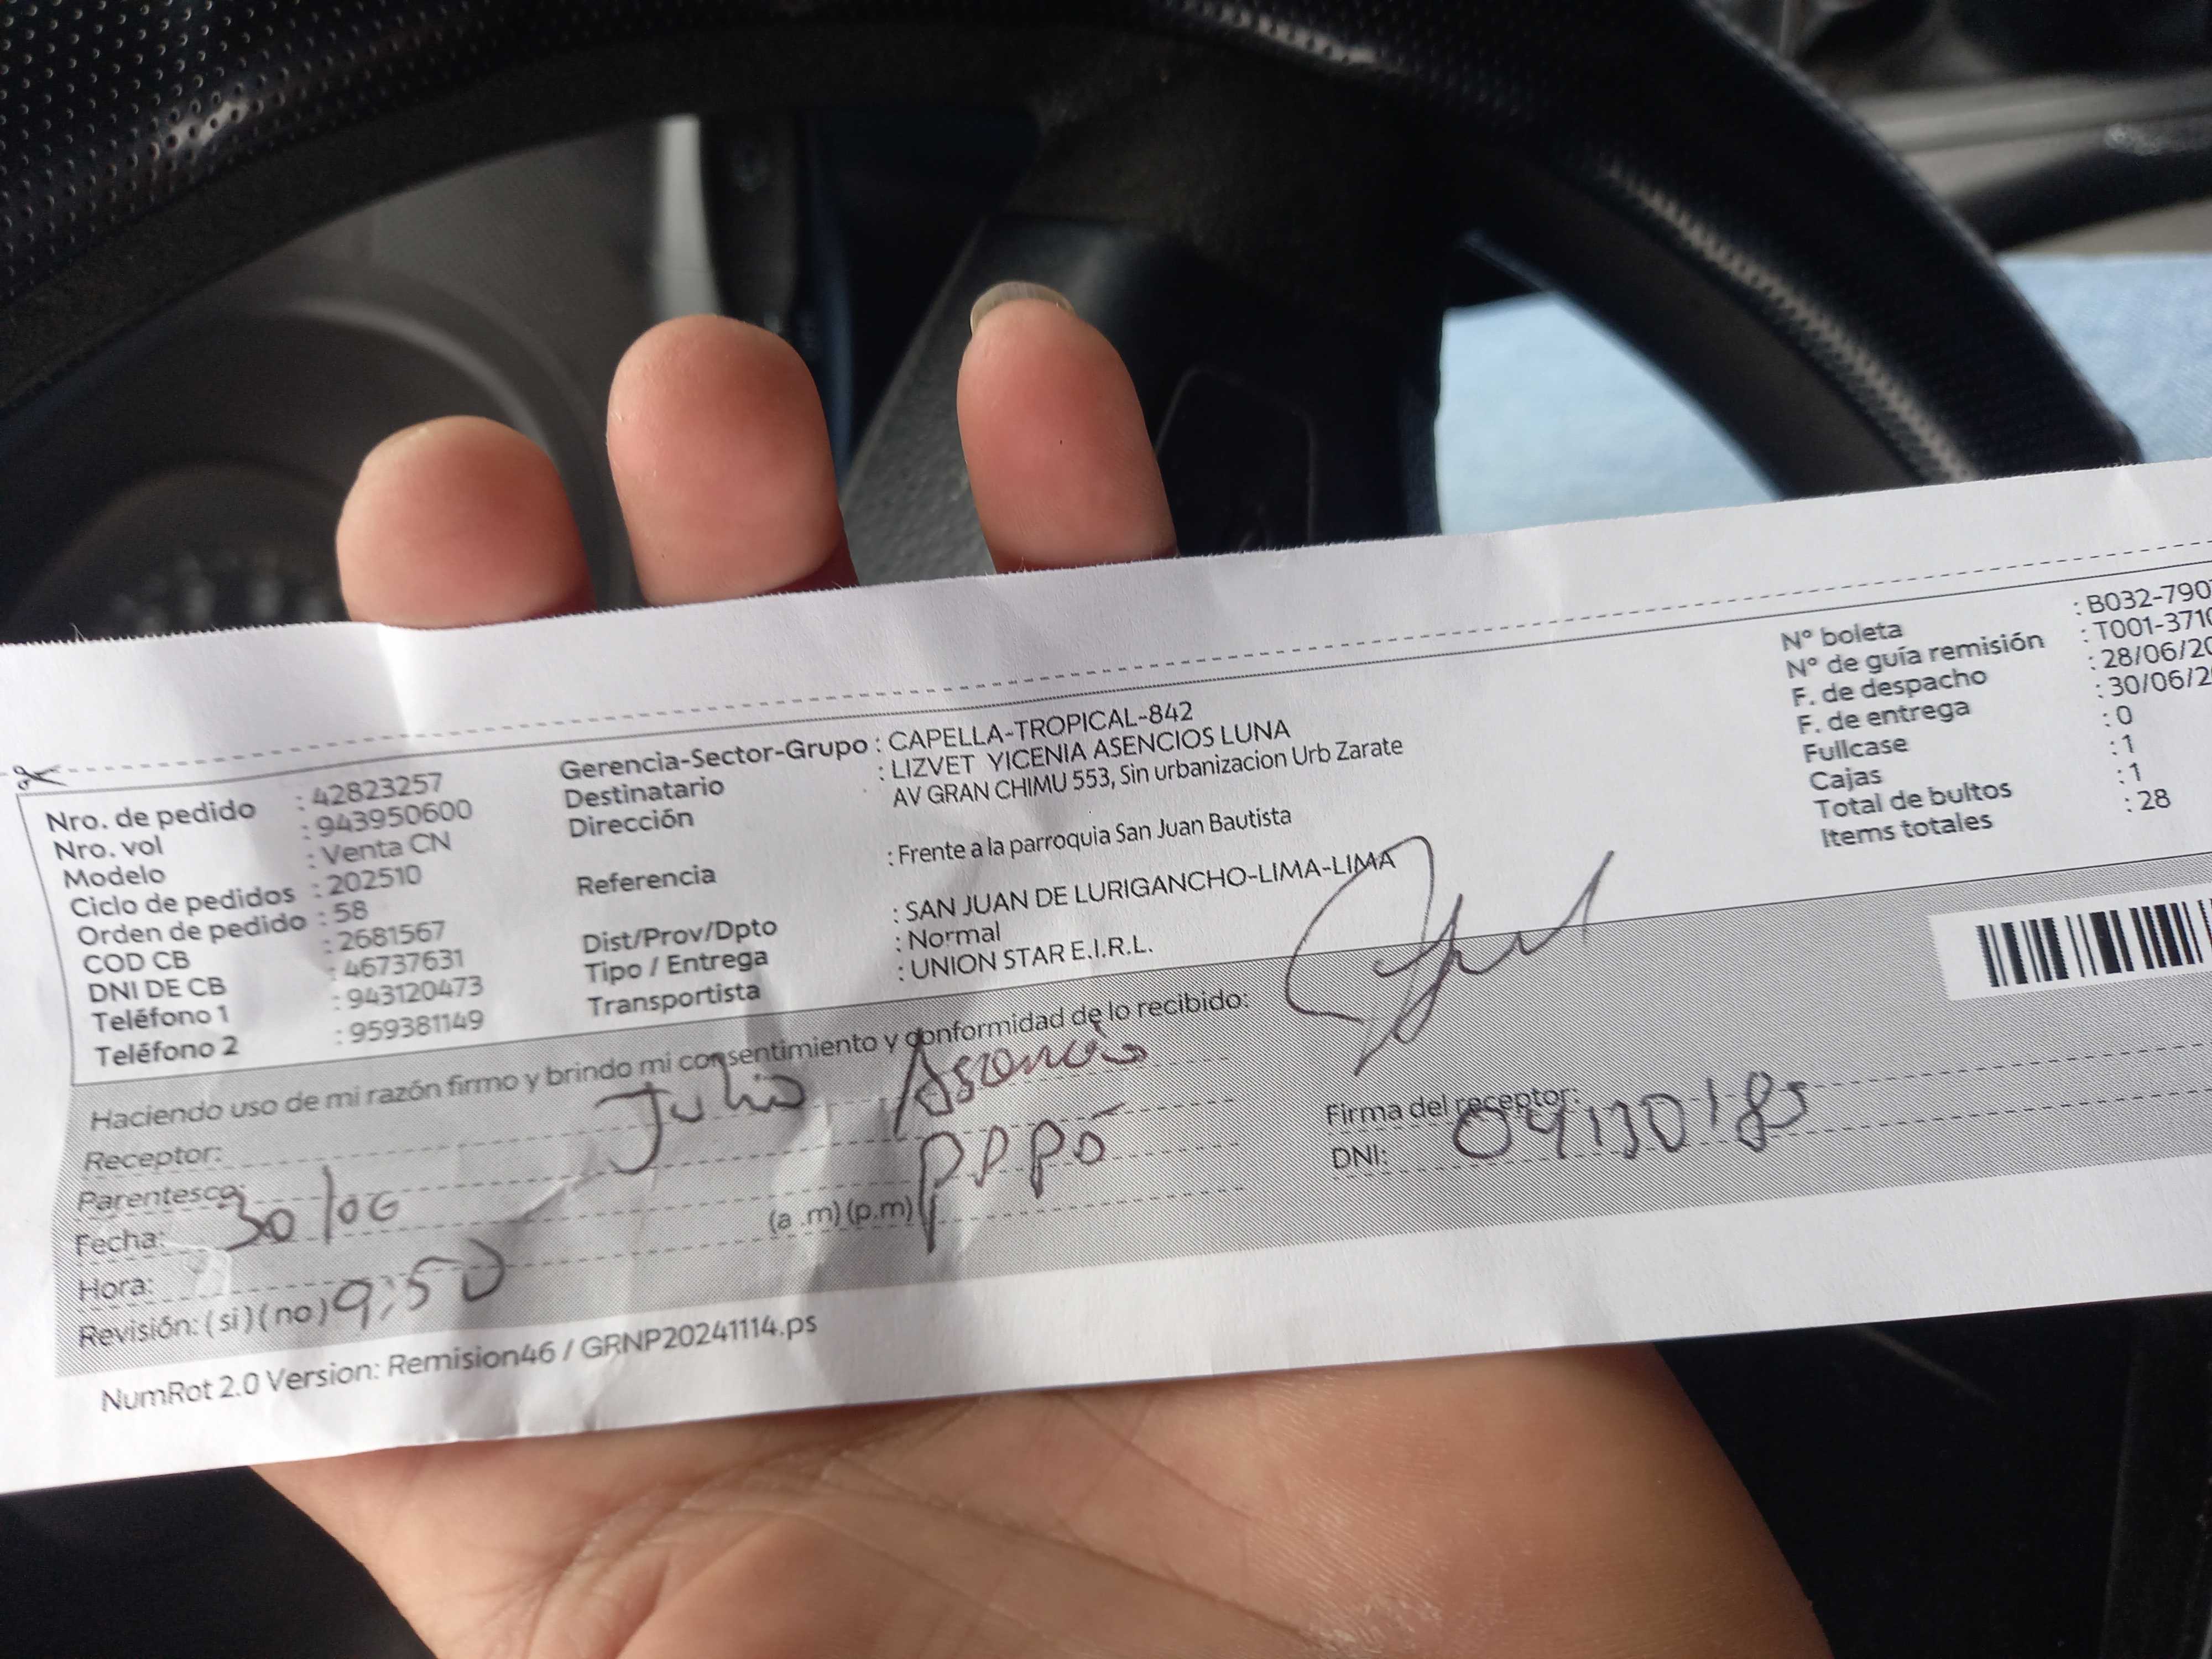 Nro. de pedido : 42823257
Nro. vol : 943950600
Modelo : Venta CN
Ciclo de pedidos : 202510
Orden de pedido : 58
COD CB : 2681567
DNI DE CB : 46737631
Teléfono 1 : 943120473
Teléfono 2 : 959381149
Gerencia-Sector-Grupo : CAPELLA-TROPICAL-842
Destinatario : LIZVET YICENIA ASENCIOS LUNA
Dirección AV GRAN CHIMU 553, Sin urbanizacion Urb Zarate
Referencia : Frente a la parroquia San Juan Bautista
Dist/Prov/Dpto : SAN JUAN DE LURIGANCHO-LIMA-LIMA
Tipo / Entrega : Normal
Transportista : UNION STAR E.I.R.L.
N° boleta : B032-790
N° de guía remisión : T001-371
F. de despacho : 28/06/20
F. de entrega : 30/06/2
Fullcase : 0
Cajas : 1
Total de bultos : 1
Items totales : 28
Haciendo uso de mi razón firmo y brindo mi consentimiento y conformidad de lo recibido:
Receptor: Julio Asencios
Parentesco: papá
Fecha: 30/06
Hora: 9:50 (a .m) (p.m)
Revisión: (si) (no)
Firma del receptor:
DNI: 09130185
NumRot 2.0 Version: Remision46 / GRNP20241114.ps